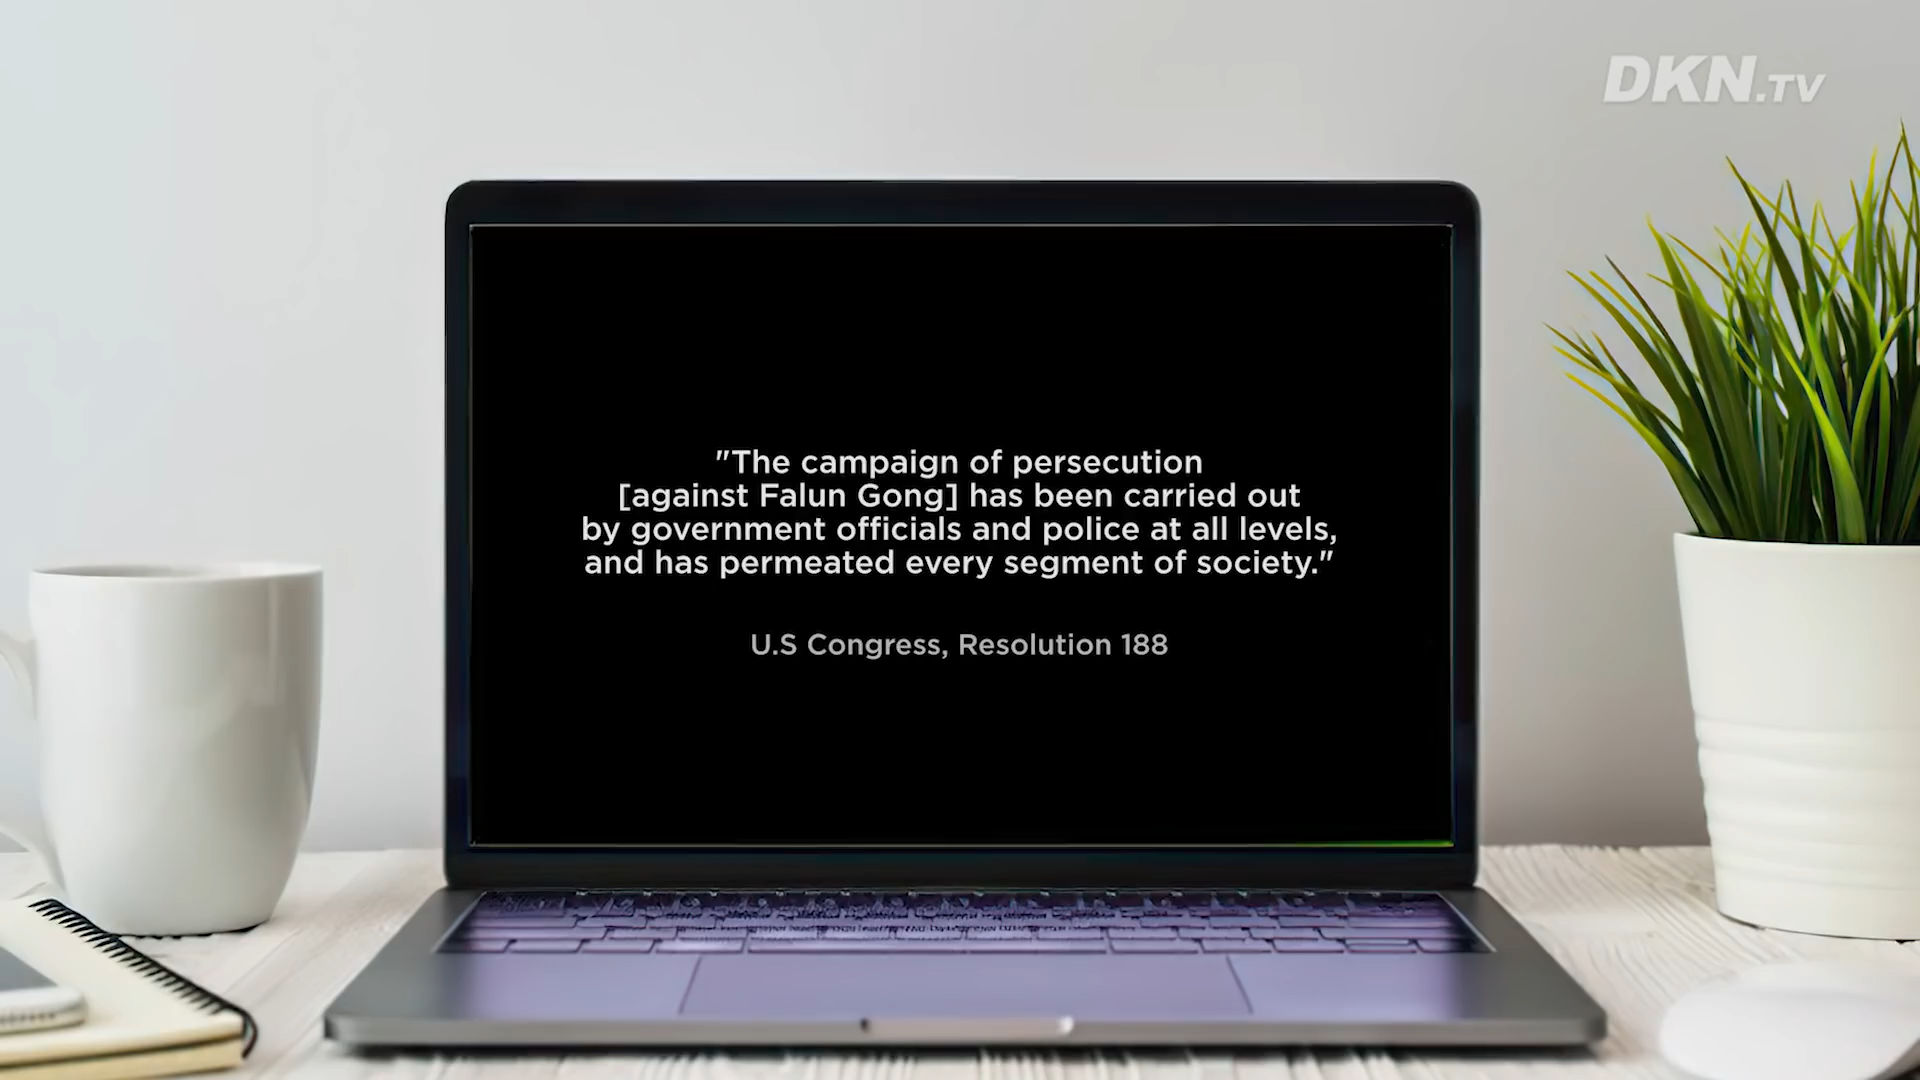 DKN.TV
"The campaign of persecution
[against Falun Gong] has been carried out
by government officials and police at all levels,
and has permeated every segment of society."
U.S Congress, Resolution 188